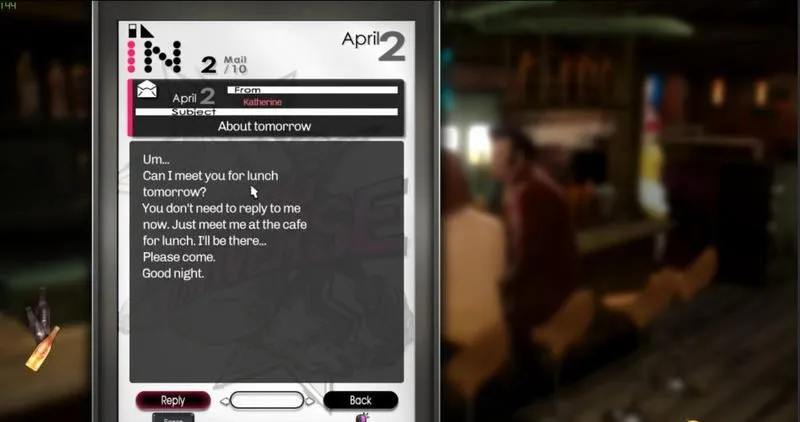 144
IN
2 Mail /10
April 2
April 2
From
Katherine
Subject
About tomorrow
Um...
Can I meet you for lunch
tomorrow?
You don't need to reply to me
now. Just meet me at the cafe
for lunch. I'll be there...
Please come.
Good night.
Reply
Back